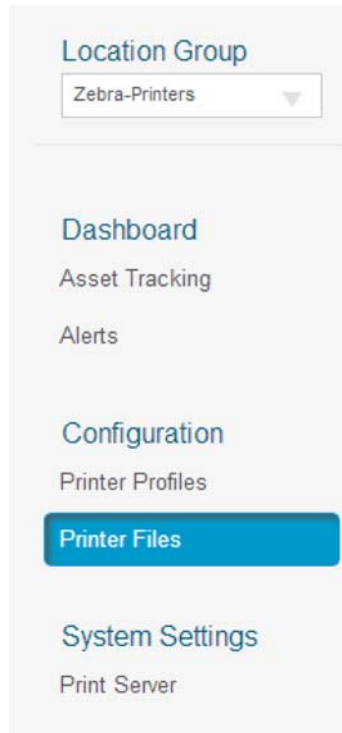 Location Group
Zebra-Printers
Dashboard
Asset Tracking
Alerts
Configuration
Printer Profiles
Printer Files
System Settings
Print Server